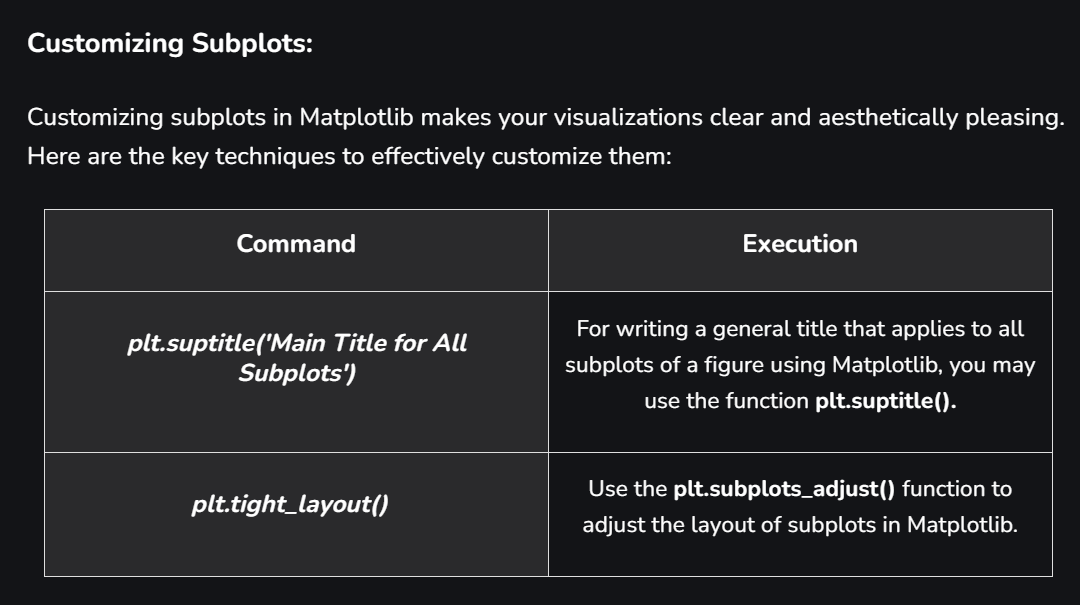 Customizing Subplots:
Customizing subplots in Matplotlib makes your visualizations clear and aesthetically pleasing.
Here are the key techniques to effectively customize them:
Command
Execution
plt.suptitle('Main Title for All
Subplots')
For writing a general title that applies to all
subplots of a figure using Matplotlib, you may
use the function plt.suptitle().
plt.tight_layout()
Use the plt.subplots_adjust() function to
adjust the layout of subplots in Matplotlib.